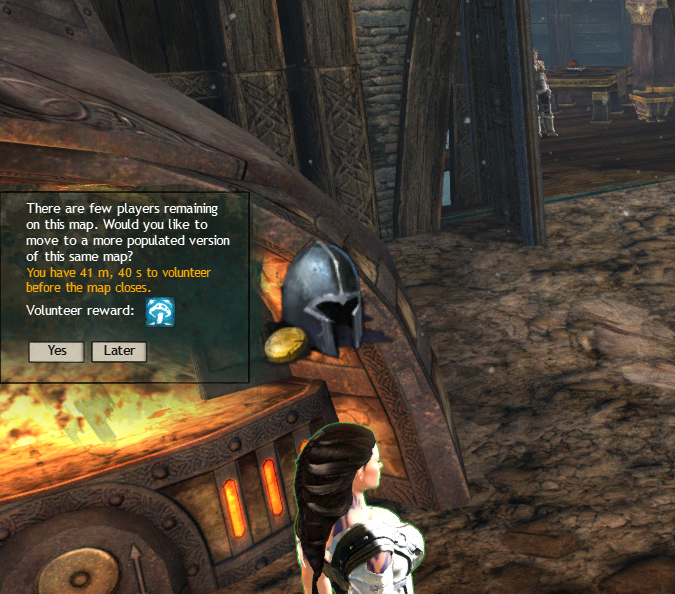 There are few players remaining
on this map. Would you like to
move to a more populated version
of this same map?
You have 41 m, 40 s to volunteer
before the map closes.
Volunteer reward:
Yes
Later